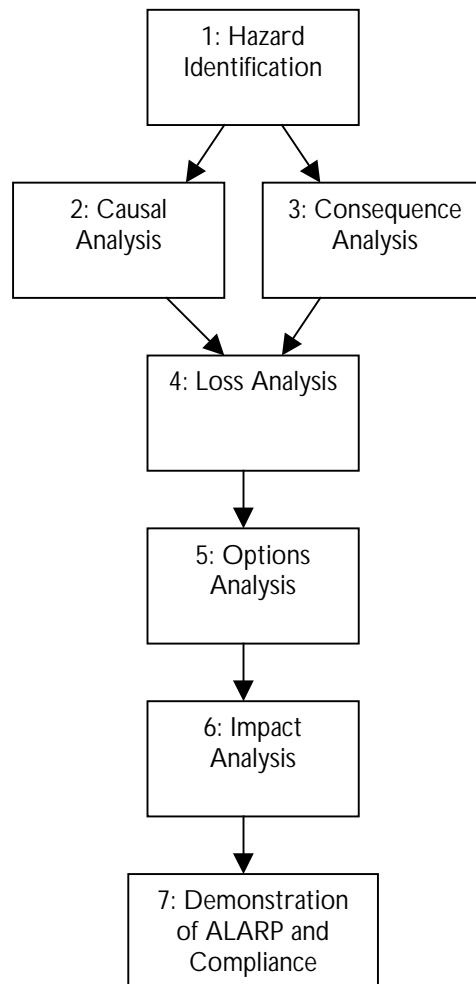 1: Hazard
Identification
2: Causal
Analysis
3: Consequence
Analysis
4: Loss Analysis
5: Options
Analysis
6: Impact
Analysis
7: Demonstration
of ALARP and
Compliance